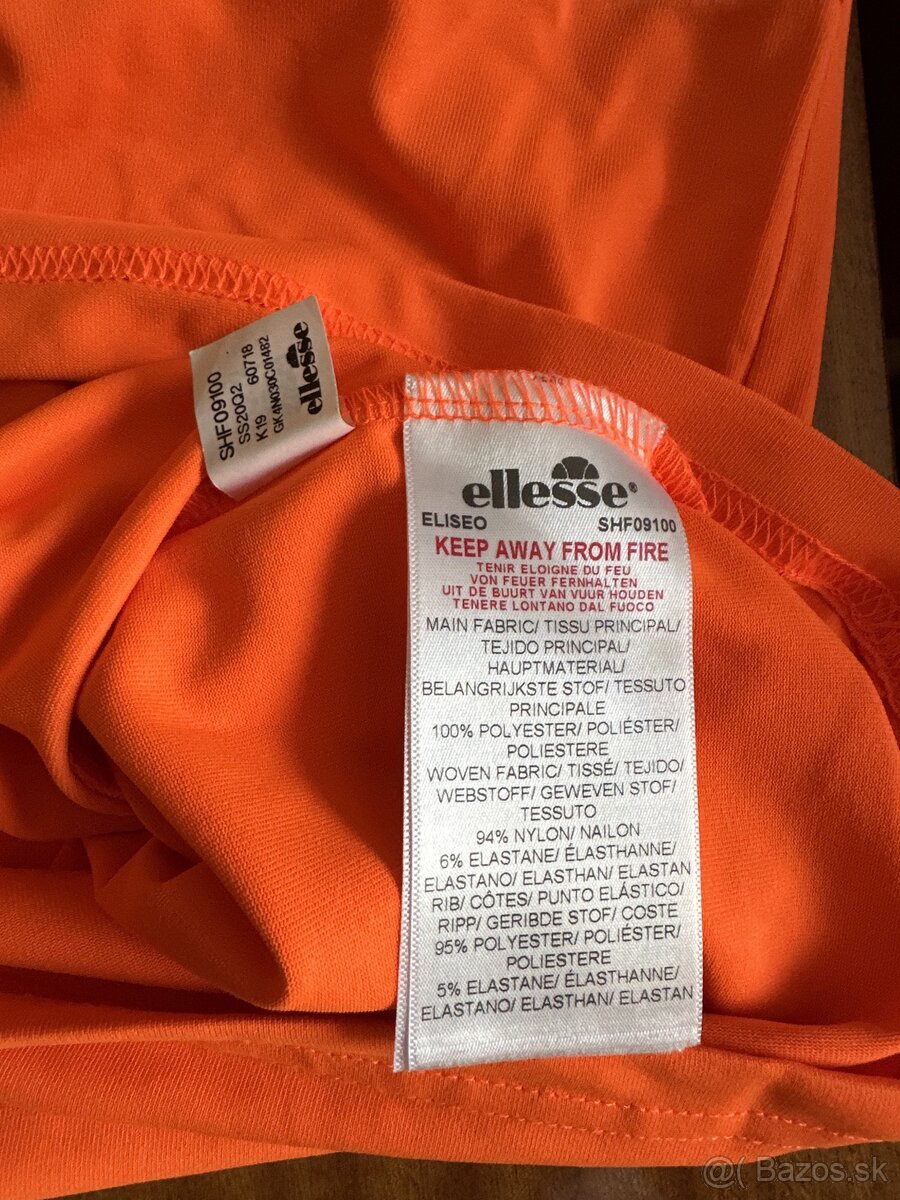 SHF09100
SS20Q2
K19 60718
GK4N030C01482
ellesse
ellesse®
ELISEO SHF09100
KEEP AWAY FROM FIRE
TENIR ELOIGNE DU FEU
VON FEUER FERNHALTEN
UIT DE BUURT VAN VUUR HOUDEN
TENERE LONTANO DAL FUOCO
MAIN FABRIC/ TISSU PRINCIPAL/
TEJIDO PRINCIPAL/
HAUPTMATERIAL/
BELANGRIJKSTE STOF/ TESSUTO
PRINCIPALE
100% POLYESTER/ POLIÉSTER/
POLIESTERE
WOVEN FABRIC/ TISSÉ/ TEJIDO/
WEBSTOFF/ GEWEVEN STOF/
TESSUTO
94% NYLON/ NAILON
6% ELASTANE/ ÉLASTHANNE/
ELASTANO/ ELASTHAN/ ELASTAN
RIB/ CÔTES/ PUNTO ELÁSTICO/
RIPP/ GERIBDE STOF/ COSTE
95% POLYESTER/ POLIÉSTER/
POLIESTERE
5% ELASTANE/ ÉLASTHANNE/
ELASTANO/ ELASTHAN/ ELASTAN
@( Bazos.sk